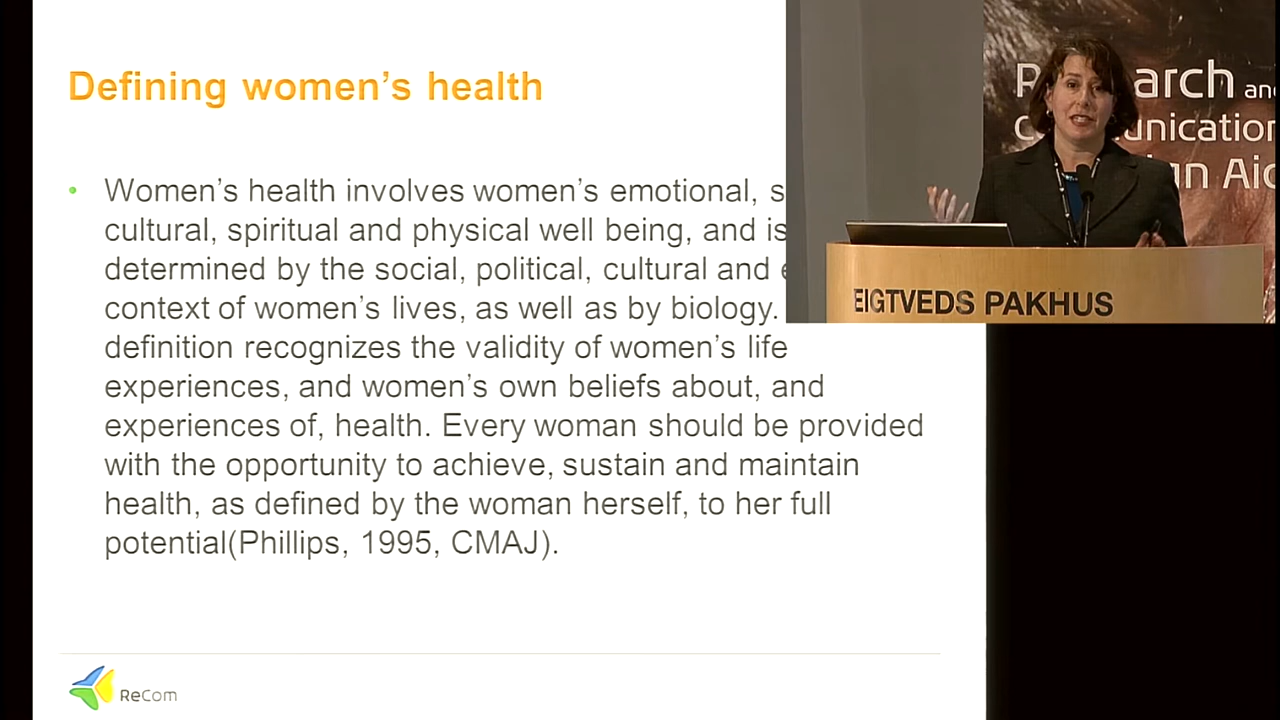 Defining women's health
• Women's health involves women's emotional, s
cultural, spiritual and physical well being, and is
determined by the social, political, cultural and
context of women's lives, as well as by biology.
definition recognizes the validity of women's life
experiences, and women's own beliefs about, and
experiences of, health. Every woman should be provided
with the opportunity to achieve, sustain and maintain
health, as defined by the woman herself, to her full
potential(Phillips, 1995, CMAJ).
ReCom
R arch and
C unication
gn Aid
EIGTVEDS PAKHUS